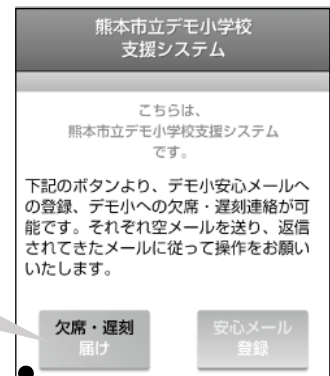 熊本市立デモ小学校
支援システム
こちらは、
熊本市立デモ小学校支援システム
です。
下記のボタンより、デモ小安心メールへ
の登録、デモ小への欠席・遅刻連絡が可
能です。それぞれ空メールを送り、返信
されてきたメールに従って操作をお願い
いたします。
欠席・遅刻
届け
安心メール
登録